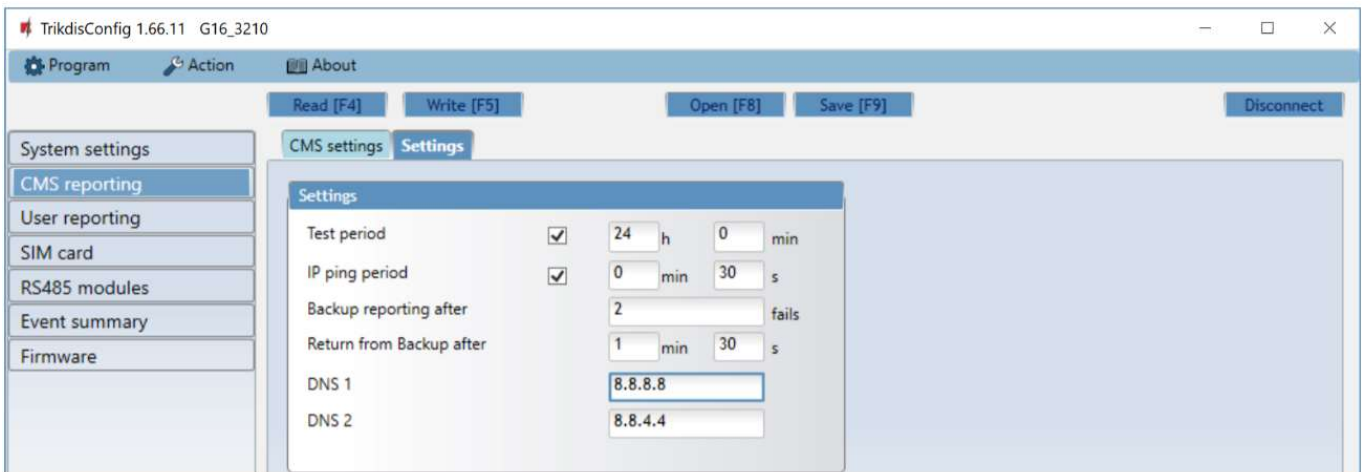 TrikdisConfig 1.66.11 G16_3210
Program Action About
Read [F4] Write [F5] Open [F8] Save [F9] Disconnect
System settings
CMS reporting
User reporting
SIM card
RS485 modules
Event summary
Firmware
CMS settings Settings
Settings
Test period 24 h 0 min
IP ping period 0 min 30 s
Backup reporting after 2 fails
Return from Backup after 1 min 30 s
DNS 1 8.8.8.8
DNS 2 8.8.4.4